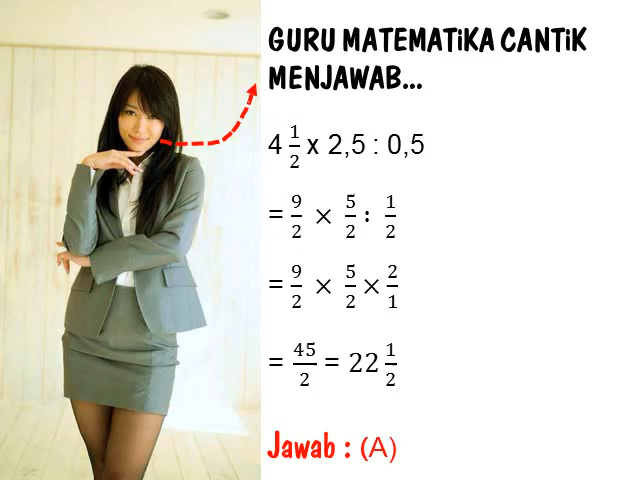 GURU MATEMATiKA CANTiK
MENJAWAB...
4 1/2 x 2,5 : 0,5
= 9/2 × 5/2 : 1/2
= 9/2 × 5/2 × 2/1
= 45/2 = 22 1/2
Jawab : (A)